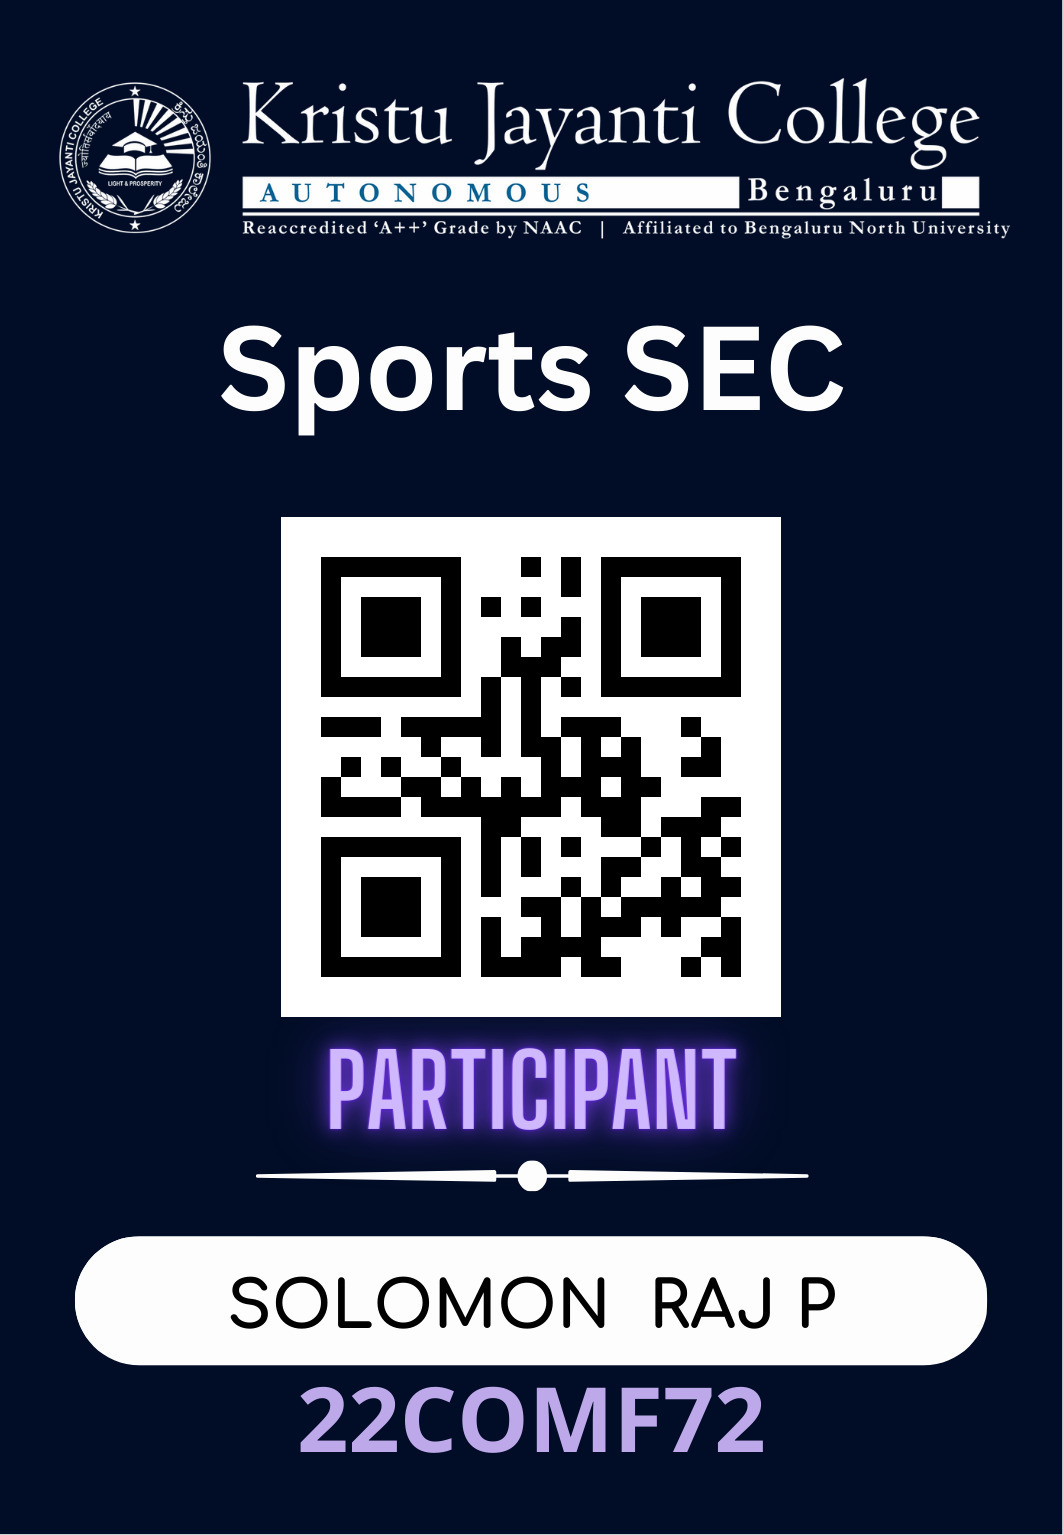 KRISTU JAYANTI COLLEGE
ಕ್ರಿಸ್ತು ಜಯಂತಿ ಕಾಲೇಜು
LIGHT & PROSPERITY
Kristu Jayanti College
AUTONOMOUS Bengaluru
Reaccredited ‘A++’ Grade by NAAC | Affiliated to Bengaluru North University
Sports SEC
PARTICIPANT
SOLOMON RAJ P
22COMF72